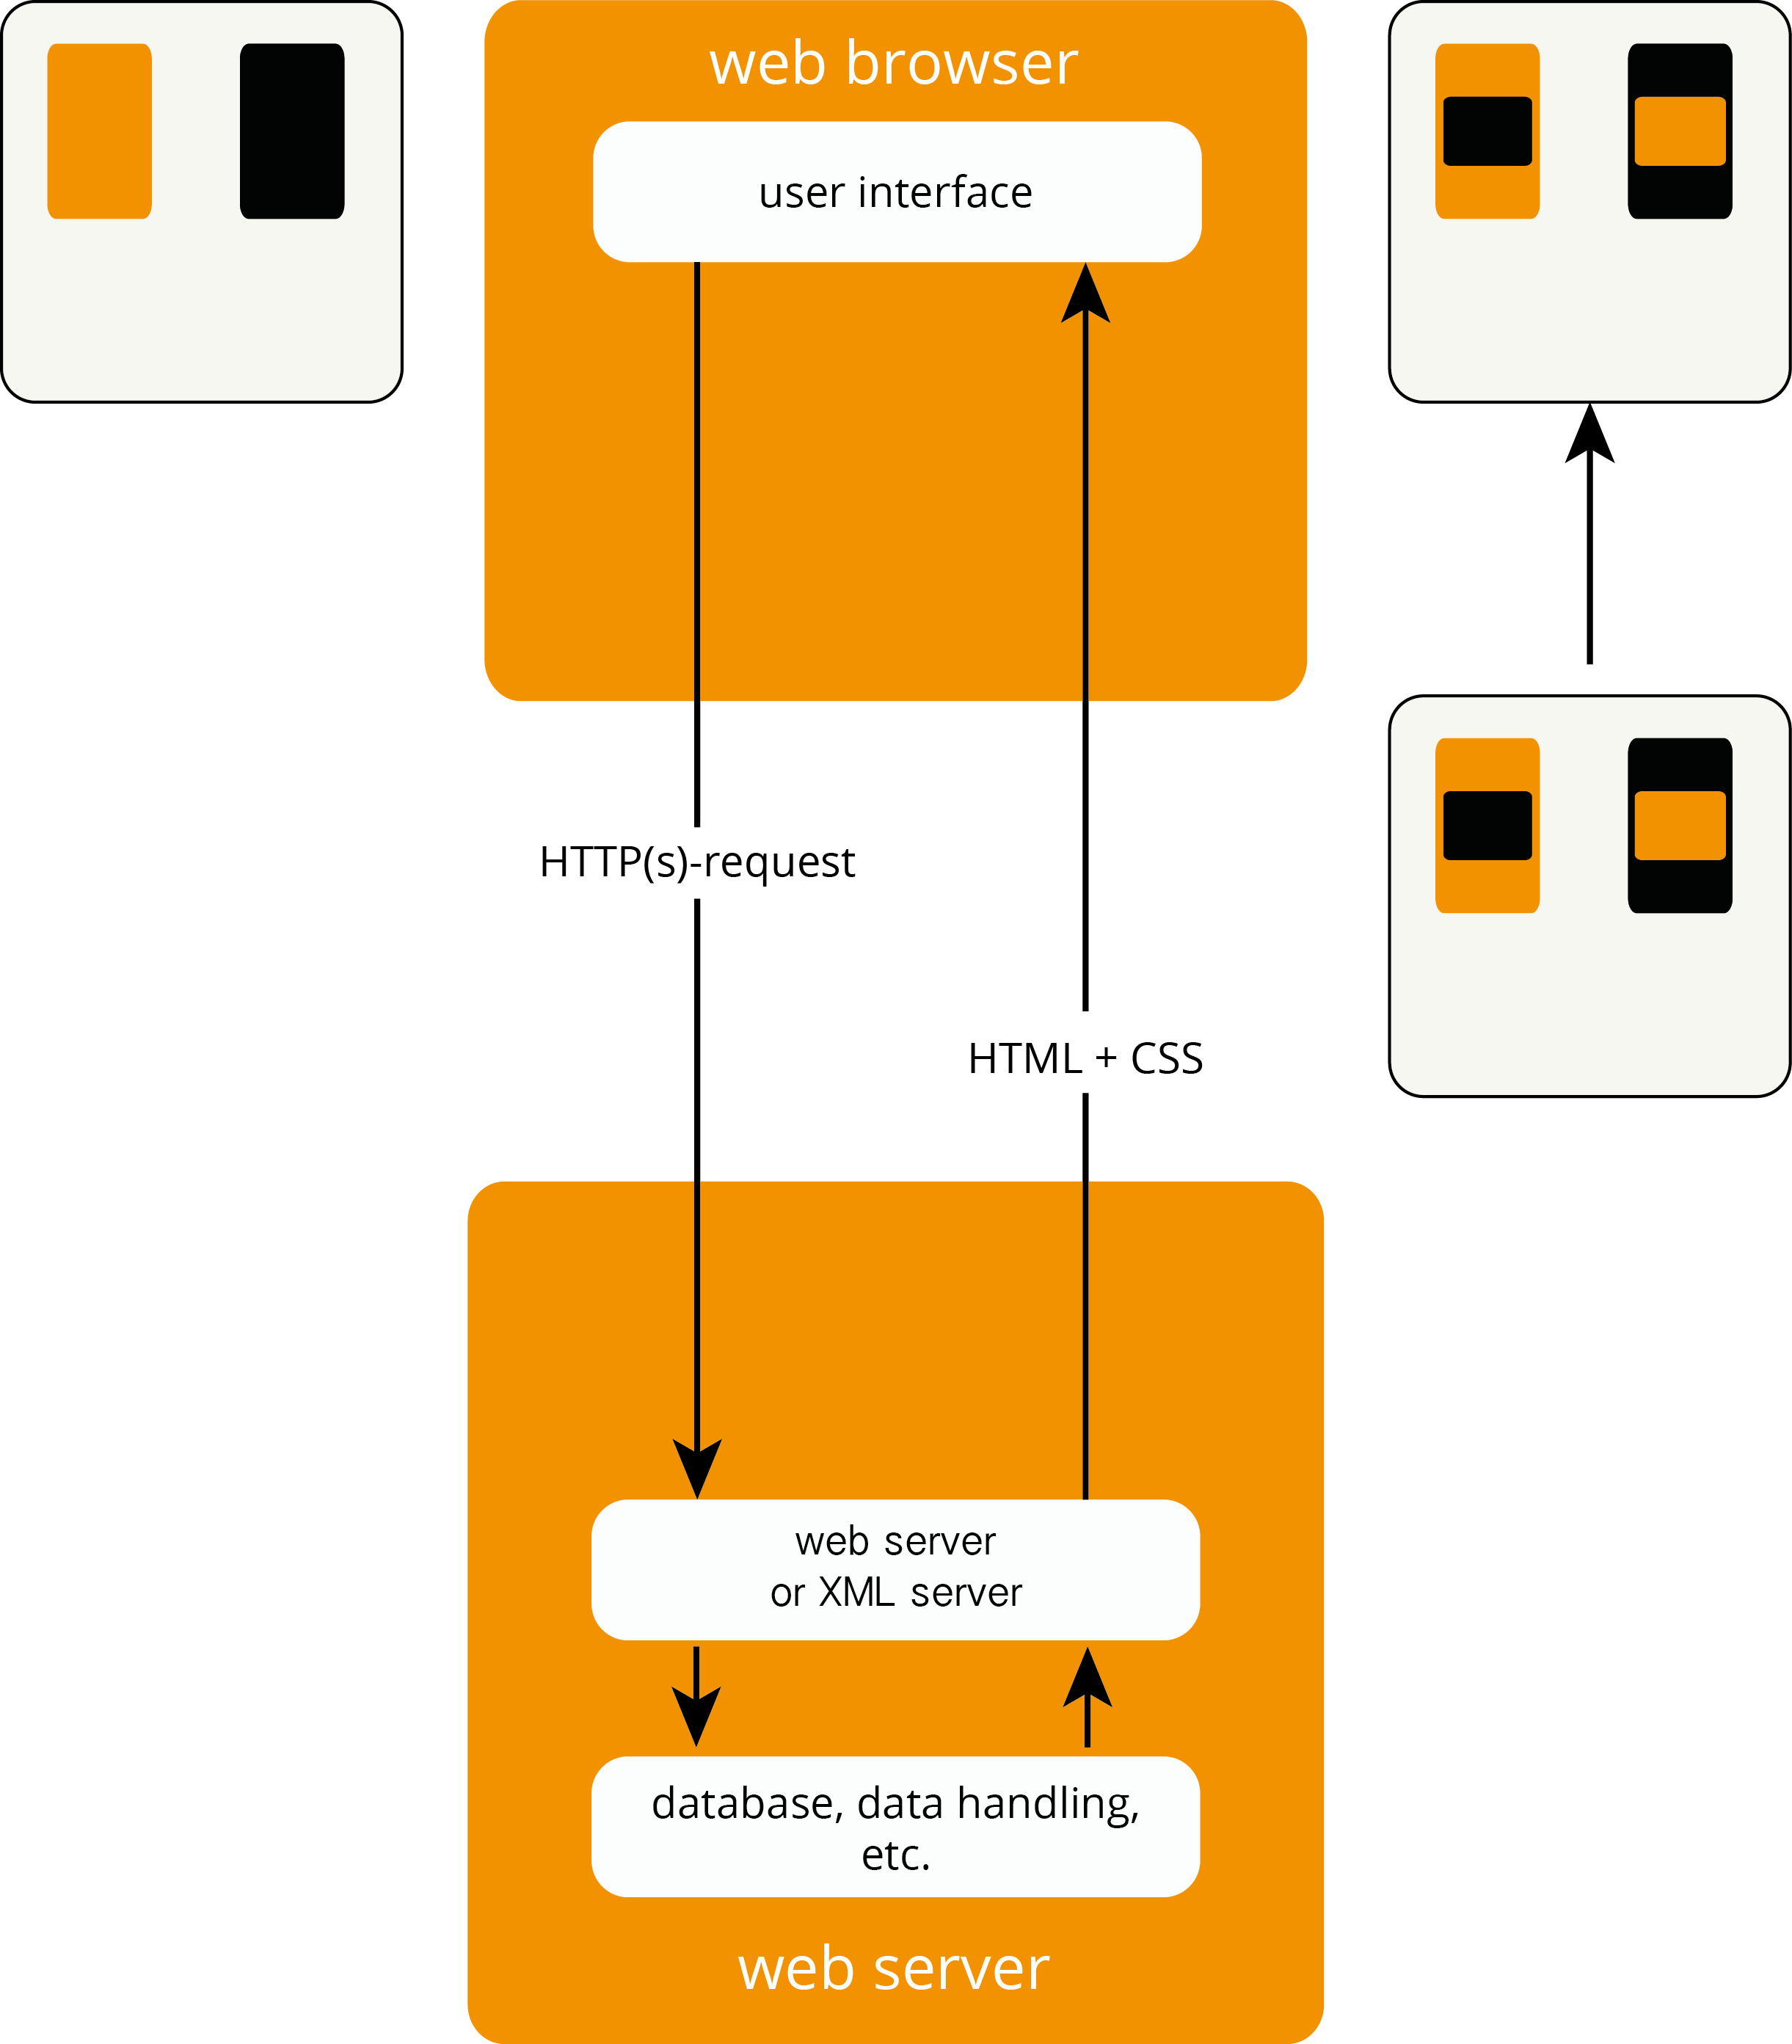 web browser
user interface
HTTP(s)-request
HTML + CSS
web server
or XML server
database, data handling,
etc.
web server